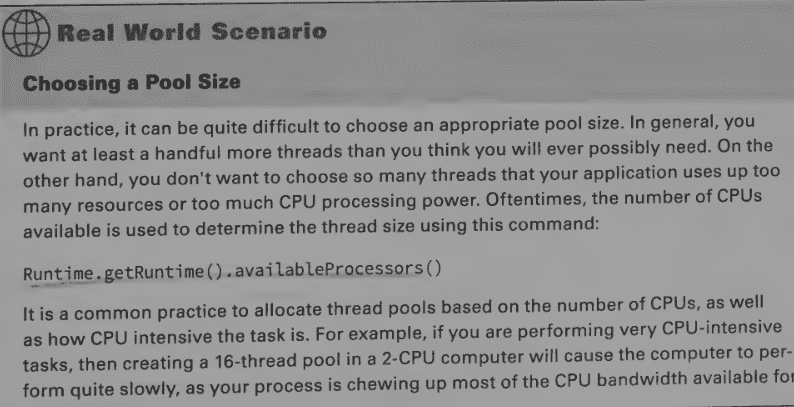 Real World Scenario
Choosing a Pool Size
In practice, it can be quite difficult to choose an appropriate pool size. In general, you
want at least a handful more threads than you think you will ever possibly need. On the
other hand, you don't want to choose so many threads that your application uses up too
many resources or too much CPU processing power. Oftentimes, the number of CPUs
available is used to determine the thread size using this command:
Runtime.getRuntime().availableProcessors()
It is a common practice to allocate thread pools based on the number of CPUs, as well
as how CPU intensive the task is. For example, if you are performing very CPU-intensive
tasks, then creating a 16-thread pool in a 2-CPU computer will cause the computer to per-
form quite slowly, as your process is chewing up most of the CPU bandwidth available for